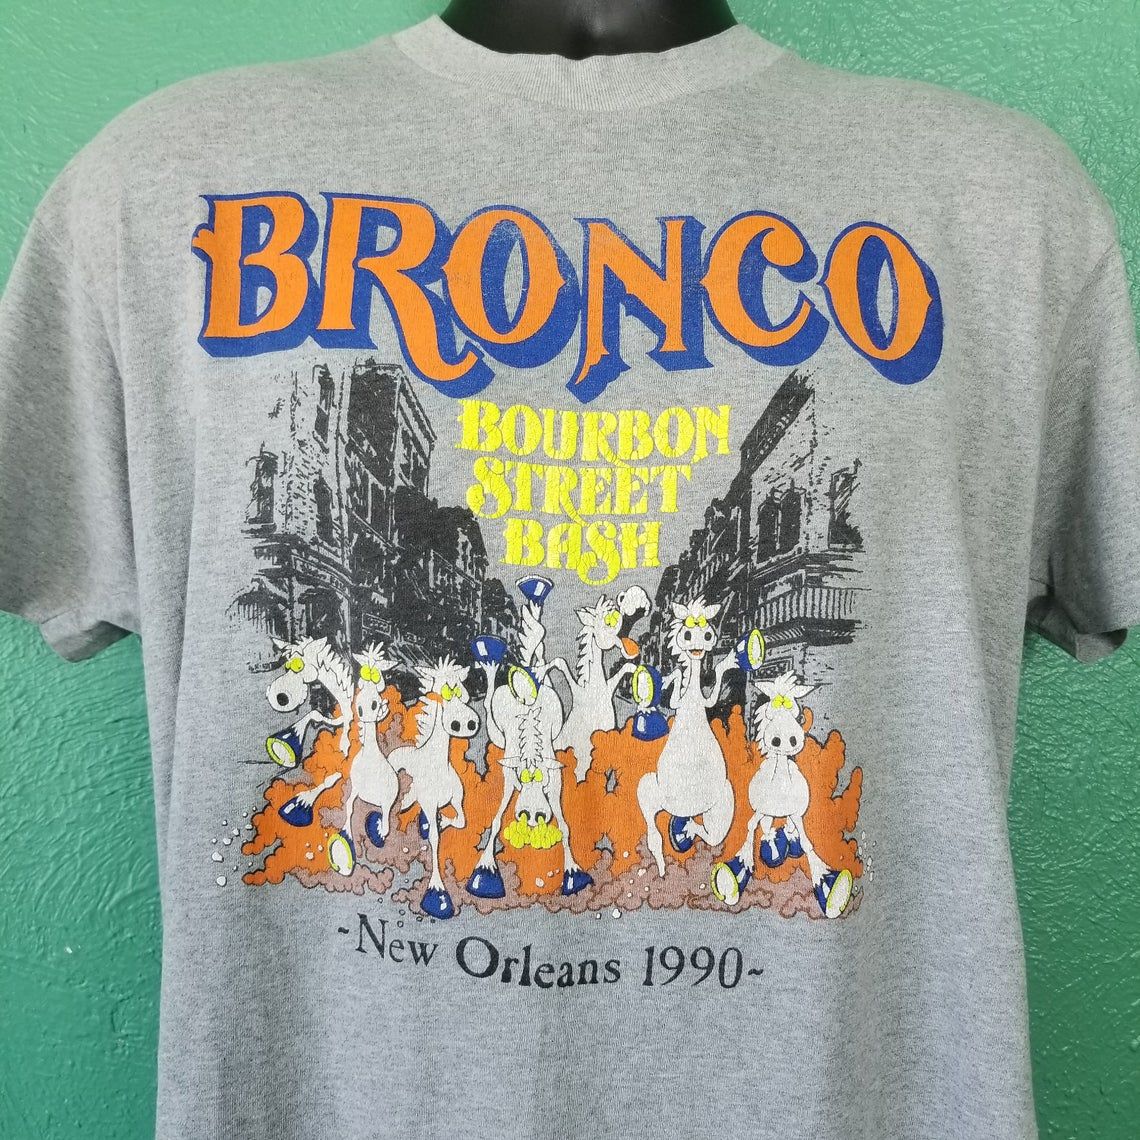 BRONCO
BOURBON
STREET
BASH
~New Orleans 1990~